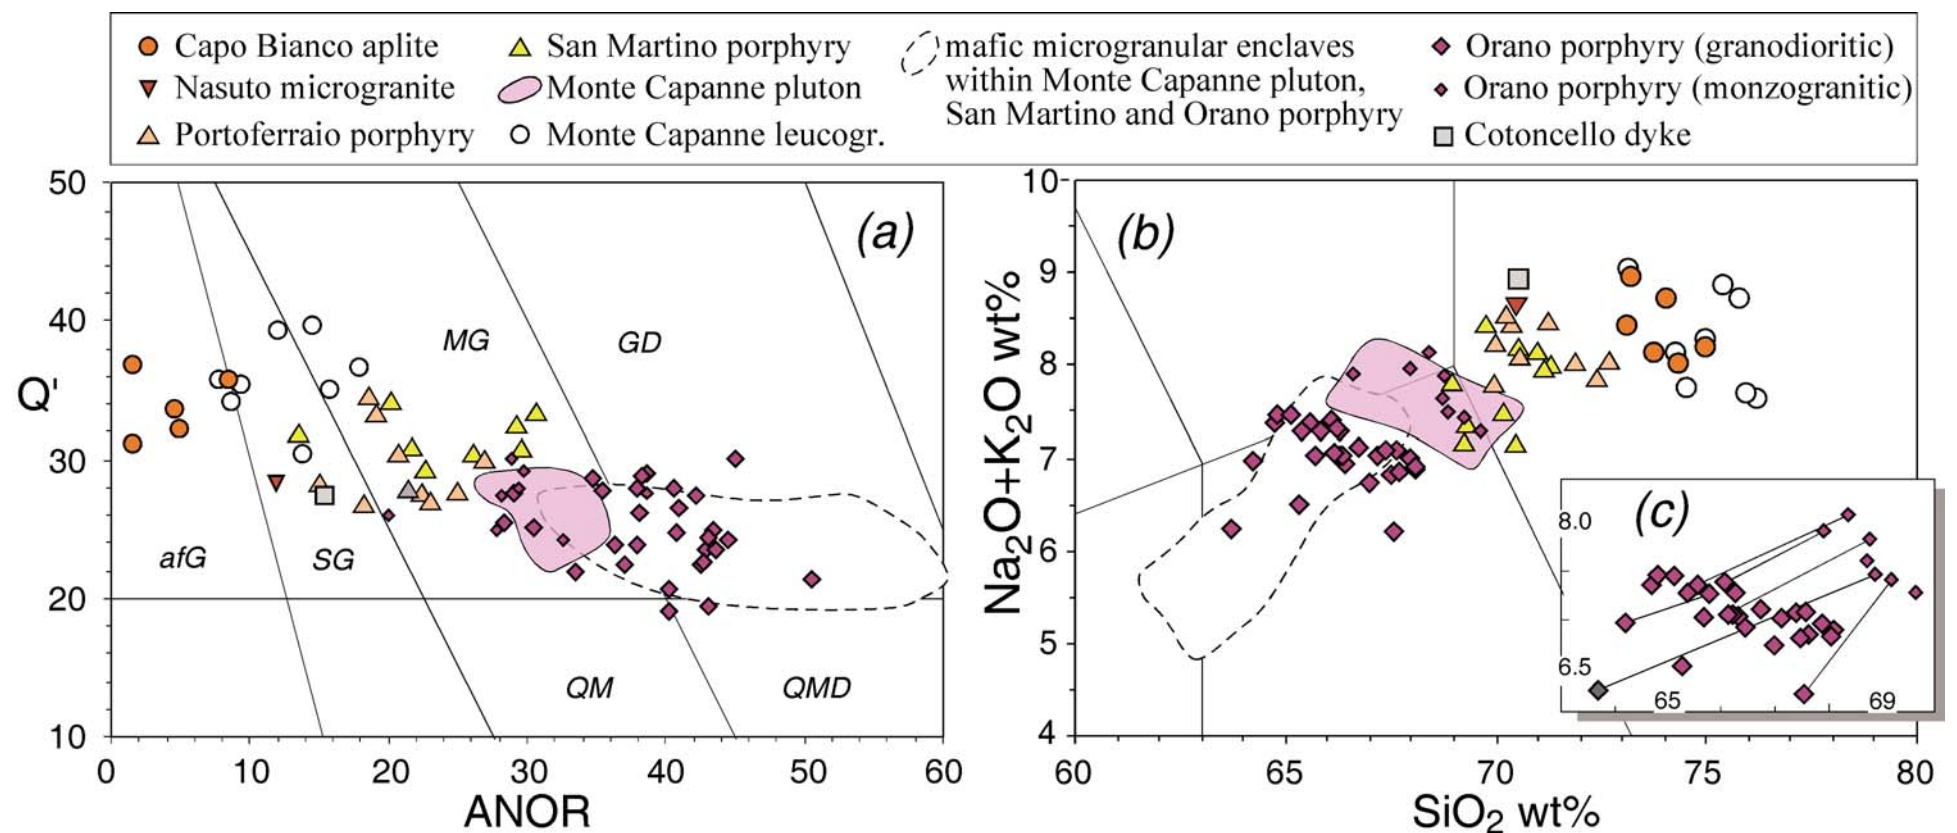 Capo Bianco aplite
Nasuto microgranite
Portoferraio porphyry
San Martino porphyry
Monte Capanne pluton
Monte Capanne leucogr.
mafic microgranular enclaves
within Monte Capanne pluton,
San Martino and Orano porphyry
Orano porphyry (granodioritic)
Orano porphyry (monzogranitic)
Cotoncello dyke
(a)
50
40
30
20
10
Q'
MG
GD
afG
SG
QM
QMD
0 10 20 30 40 50 60
ANOR
(b)
10
9
8
7
6
5
4
Na2O+K2O wt%
60 65 70 75 80
SiO2 wt%
(c)
8.0
6.5
65 69